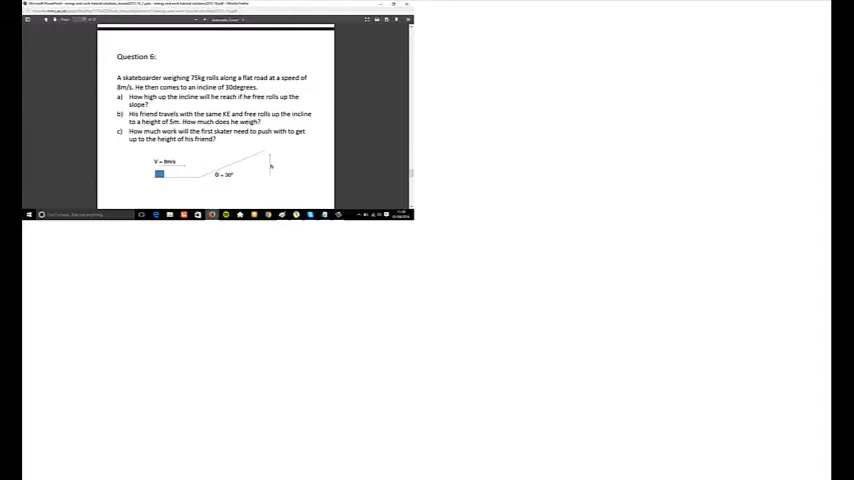 Question 6:
A skateboarder weighing 75kg rolls along a flat road at a speed of
8m/s. He then comes to an incline of 30degrees.
a) How high up the incline will he reach if he free rolls up the
slope?
b) His friend travels with the same KE and free rolls up the incline
to a height of 5m. How much does he weigh?
c) How much work will the first skater need to push with to get
up to the height of his friend?
V = 8m/s
Θ = 30°
h